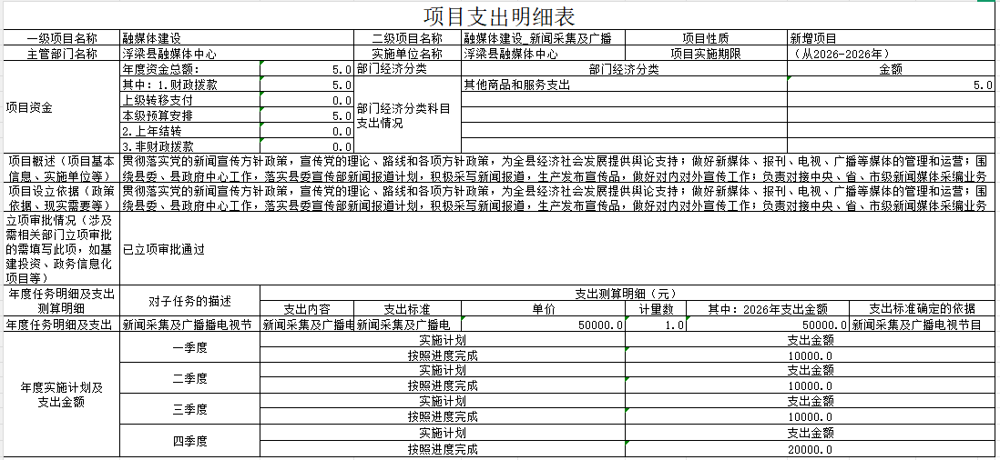 项目支出明细表
一级项目名称 融媒体建设 二级项目名称 融媒体建设_新闻采集及广播 项目性质 新增项目
主管部门名称 浮梁县融媒体中心 实施单位名称 浮梁县融媒体中心 项目实施期限 （从2026-2026年）
项目资金 年度资金总额： 5.0 部门经济分类 部门经济分类 金额
其中：1.财政拨款 5.0 部门经济分类科目支出情况 其他商品和服务支出 5.0
上级转移支付 0.0
本级预算安排 5.0
2.上年结转 0.0
3.非财政拨款 0.0
项目概述（项目基本信息、实施单位等） 贯彻落实党的新闻宣传方针政策，宣传党的理论、路线和各项方针政策，为全县经济社会发展提供舆论支持；做好新媒体、报刊、电视、广播等媒体的管理和运营；围
绕县委、县政府中心工作，落实县委宣传部新闻报道计划，积极采写新闻报道，生产发布宣传品，做好对内对外宣传工作；负责对接中央、省、市级新闻媒体采编业务
项目设立依据（政策依据、现实需要等） 贯彻落实党的新闻宣传方针政策，宣传党的理论、路线和各项方针政策，为全县经济社会发展提供舆论支持；做好新媒体、报刊、电视、广播等媒体的管理和运营；围
绕县委、县政府中心工作，落实县委宣传部新闻报道计划，积极采写新闻报道，生产发布宣传品，做好对内对外宣传工作；负责对接中央、省、市级新闻媒体采编业务
立项审批情况（涉及需相关部门立项审批的需填写此项，如基建投资、政务信息化项目等） 已立项审批通过
年度任务明细及支出测算明细 对子任务的描述 支出测算明细（元）
支出内容 支出标准 单价 计量数 其中：2026年支出金额 支出标准确定的依据
年度任务明细及支出 新闻采集及广播播电视节 新闻采集及广播电 新闻采集及广播电 50000.0 1.0 50000.0 新闻采集及广播电视节目
年度实施计划及支出金额 一季度 实施计划 支出金额
按照进度完成 10000.0
二季度 实施计划 支出金额
按照进度完成 10000.0
三季度 实施计划 支出金额
按照进度完成 10000.0
四季度 实施计划 支出金额
按照进度完成 20000.0